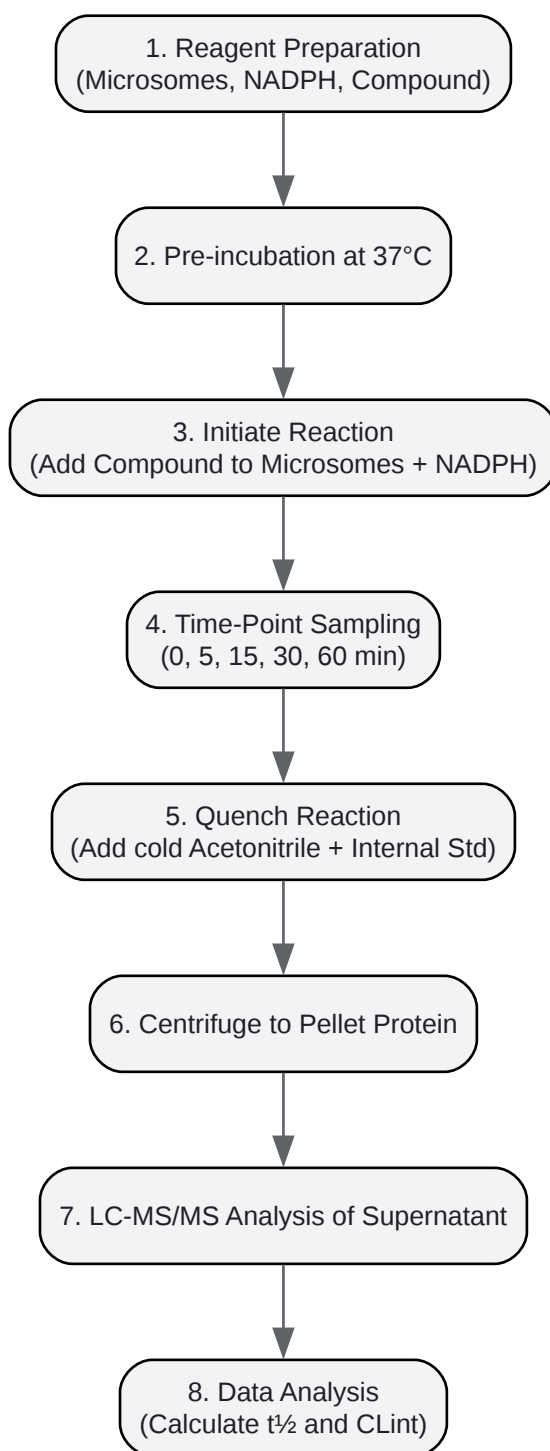 1. Reagent Preparation
(Microsomes, NADPH, Compound)
2. Pre-incubation at 37°C
3. Initiate Reaction
(Add Compound to Microsomes + NADPH)
4. Time-Point Sampling
(0, 5, 15, 30, 60 min)
5. Quench Reaction
(Add cold Acetonitrile + Internal Std)
6. Centrifuge to Pellet Protein
7. LC-MS/MS Analysis of Supernatant
8. Data Analysis
(Calculate t½ and CLint)